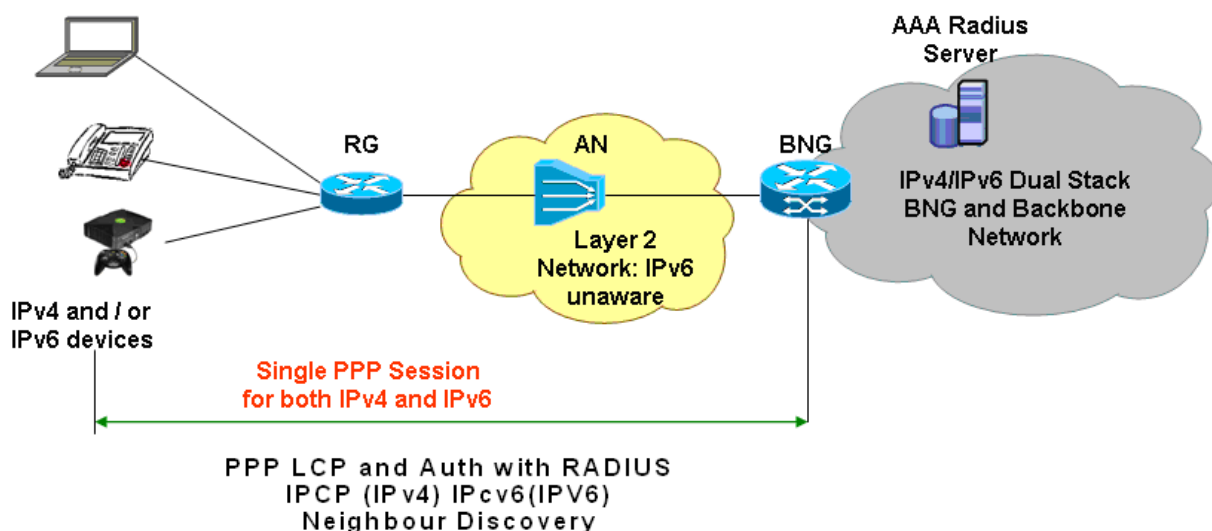 AAA Radius
Server
RG
AN
BNG
IPv4/IPv6 Dual Stack
BNG and Backbone
Network
Layer 2
Network: IPv6
unaware
IPv4 and / or
IPv6 devices
Single PPP Session
for both IPv4 and IPv6
PPP LCP and Auth with RADIUS
IPCP (IPv4) IPcv6(IPV6)
Neighbour Discovery